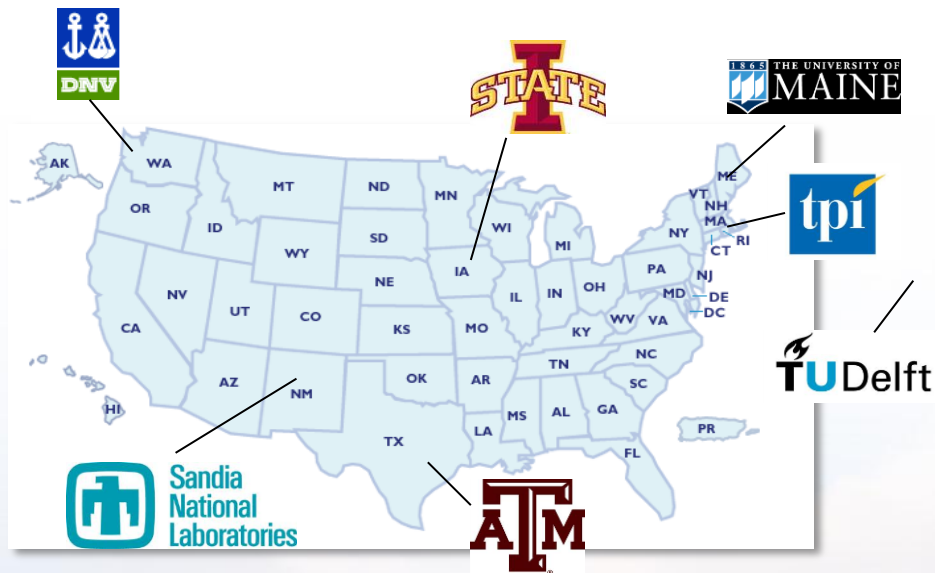 DNV
STATE
1865 THE UNIVERSITY OF
MAINE
AK
WA
MT
ND
MN
ME
VT
NH
MA
tpi
OR
ID
SD
WI
MI
NY
RI
CT
WY
IA
NE
PA
NJ
NV
UT
CO
IL
IN
OH
MD
DE
DC
CA
KS
MO
WV
VA
KY
NC
TN
TU Delft
AZ
NM
OK
AR
SC
HI
MS
AL
GA
TX
LA
PR
FL
Sandia
National
Laboratories
ATM
®